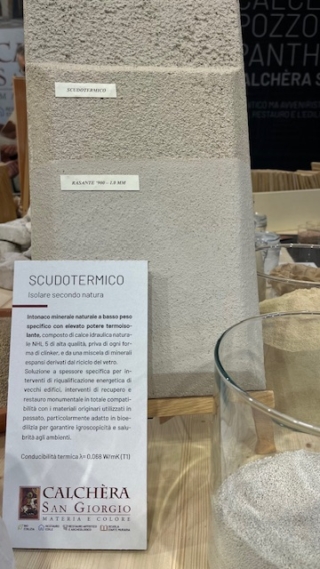 CALCE
POZZO
PANTH
CALCHÈRA S
SCUDOTERMICO
RASANTE
SCUDOTERMICO
Isolare secondo natura
Intonaco minerale naturale a basso peso
specifico con elevato potere termoiso-
lante, composto di calce idraulica natura-
le NHL 5 di alta qualità, priva di ogni for-
ma di clinker, e da una miscela di minerali
espansi derivati dal riciclo del vetro.
Soluzione a spessore specifica per in-
terventi di riqualificazione energetica di
vecchi edifici, interventi di recupero e
restauro monumentale in totale compati-
bilità con i materiali originari utilizzati in
passato, particolarmente adatto in bioe-
dilizia per garantire igroscopicità e salu-
brità agli ambienti.
Conducibilità termica λ= 0.066 W/mK (T1)
CALCHÈRA
SAN GIORGIO
MATERIA E COLORE